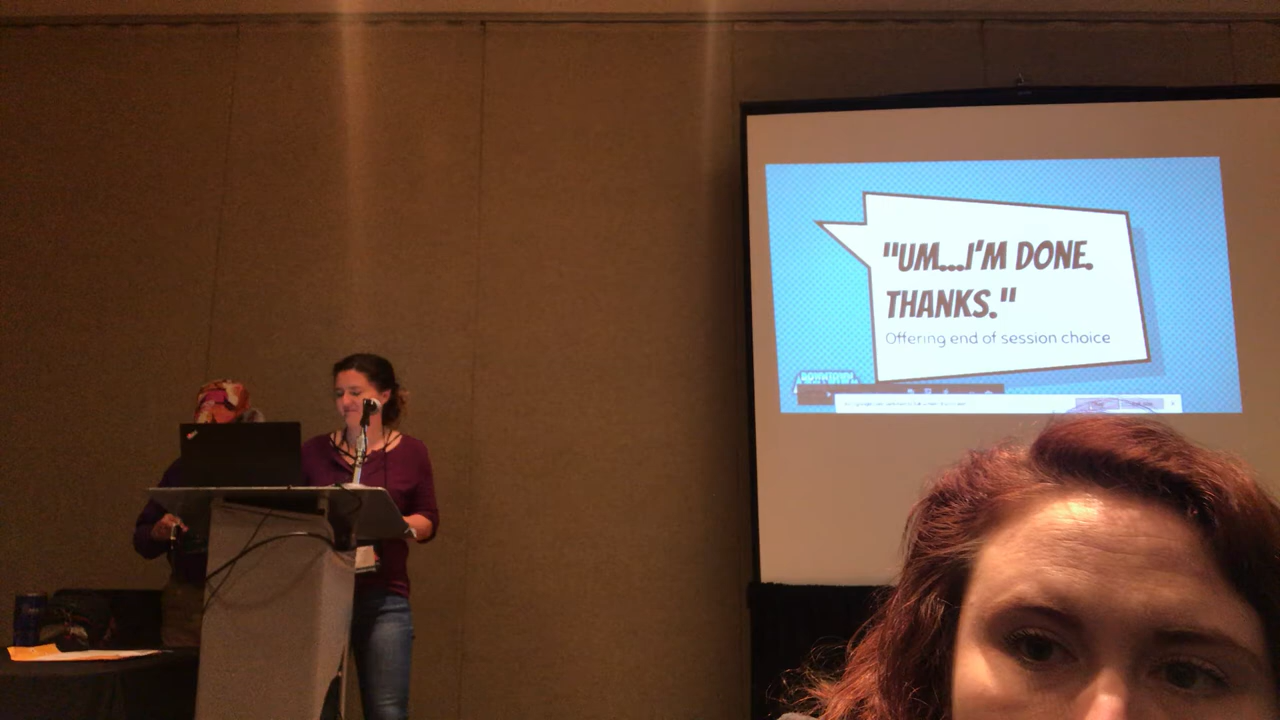 "UM...I'M DONE.
THANKS."
Offering end of session choice